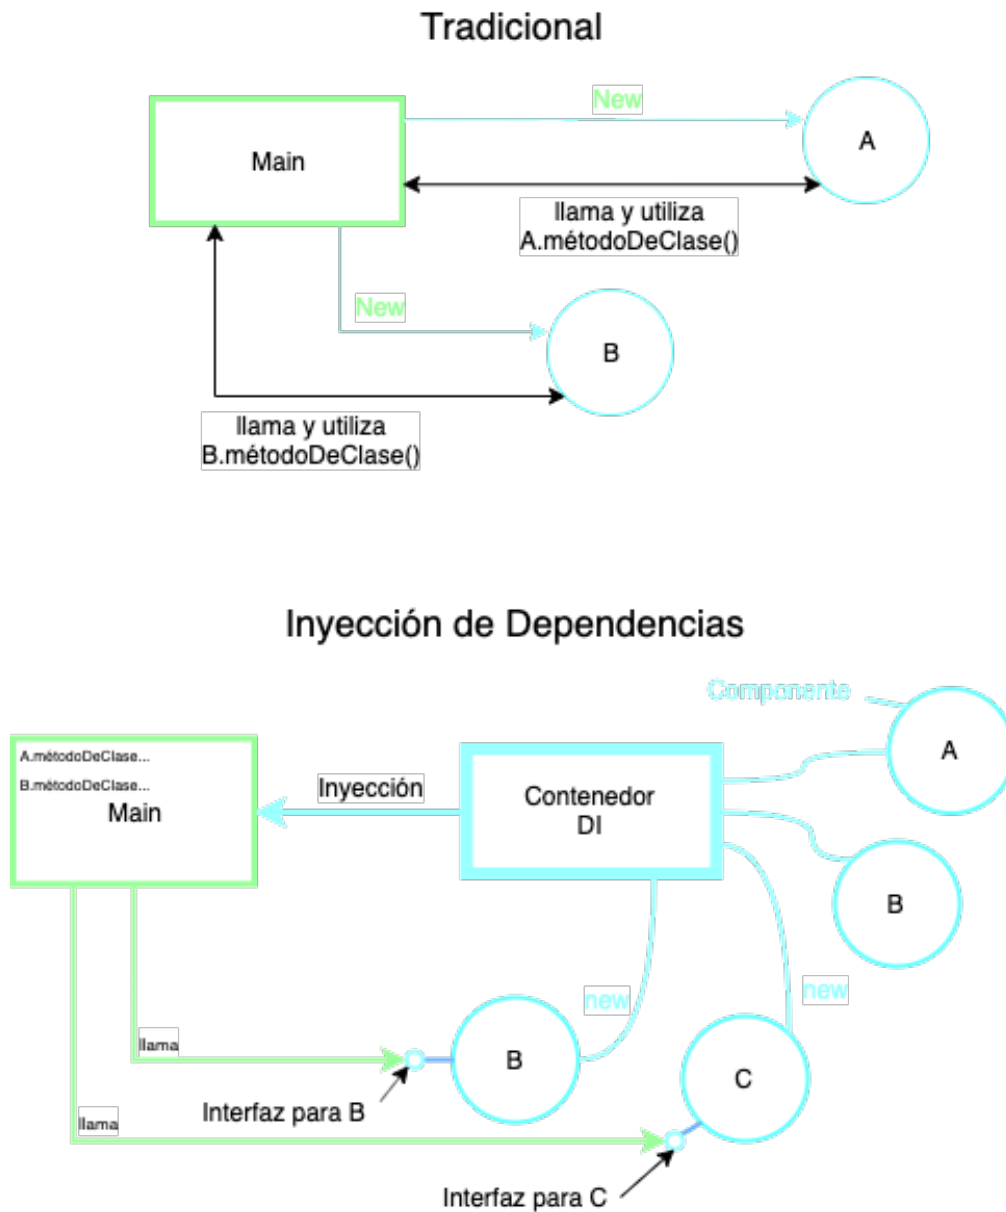 Tradicional
New
Main
A
llama y utiliza
A.métodoDeClase()
New
B
llama y utiliza
B.métodoDeClase()
Inyección de Dependencias
Componente
A
A.métodoDeClase...
B.métodoDeClase...
Main
Inyección
Contenedor
DI
B
new
new
llama
B
C
Interfaz para B
llama
Interfaz para C